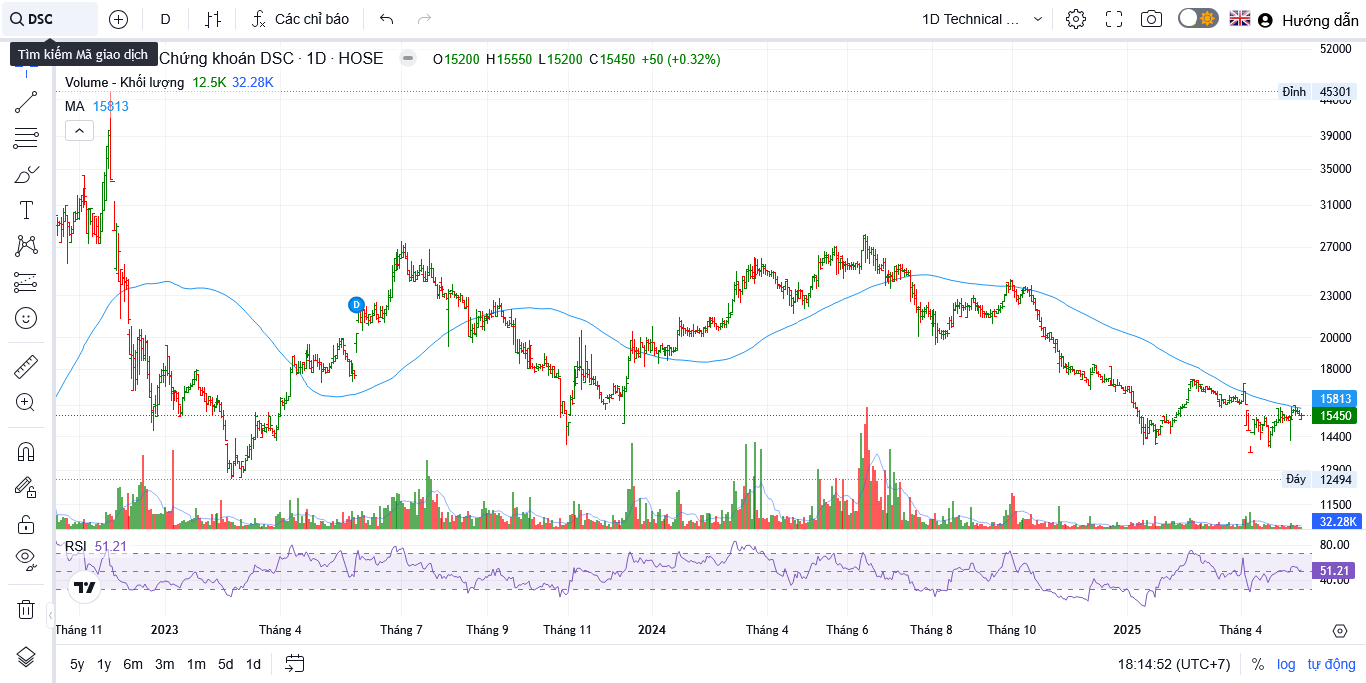 DSC
D
Các chỉ báo
1D Technical ...
Hướng dẫn
Tìm kiếm Mã giao dịch
Chứng khoán DSC · 1D · HOSE
O15200 H15550 L15200 C15450 +50 (+0.32%)
Volume - Khối lượng 12.5K 32.28K
MA 15813
52000
Đỉnh 45301
44000
39000
35000
31000
27000
D
23000
20000
18000
15813
15450
14400
12900
Đáy 12494
11500
32.28K
RSI 51.21
80.00
51.21
40.00
Tháng 11 2023 Tháng 4 Tháng 7 Tháng 9 Tháng 11 2024 Tháng 4 Tháng 6 Tháng 8 Tháng 10 2025 Tháng 4
5y 1y 6m 3m 1m 5d 1d
18:14:52 (UTC+7) % log tự động